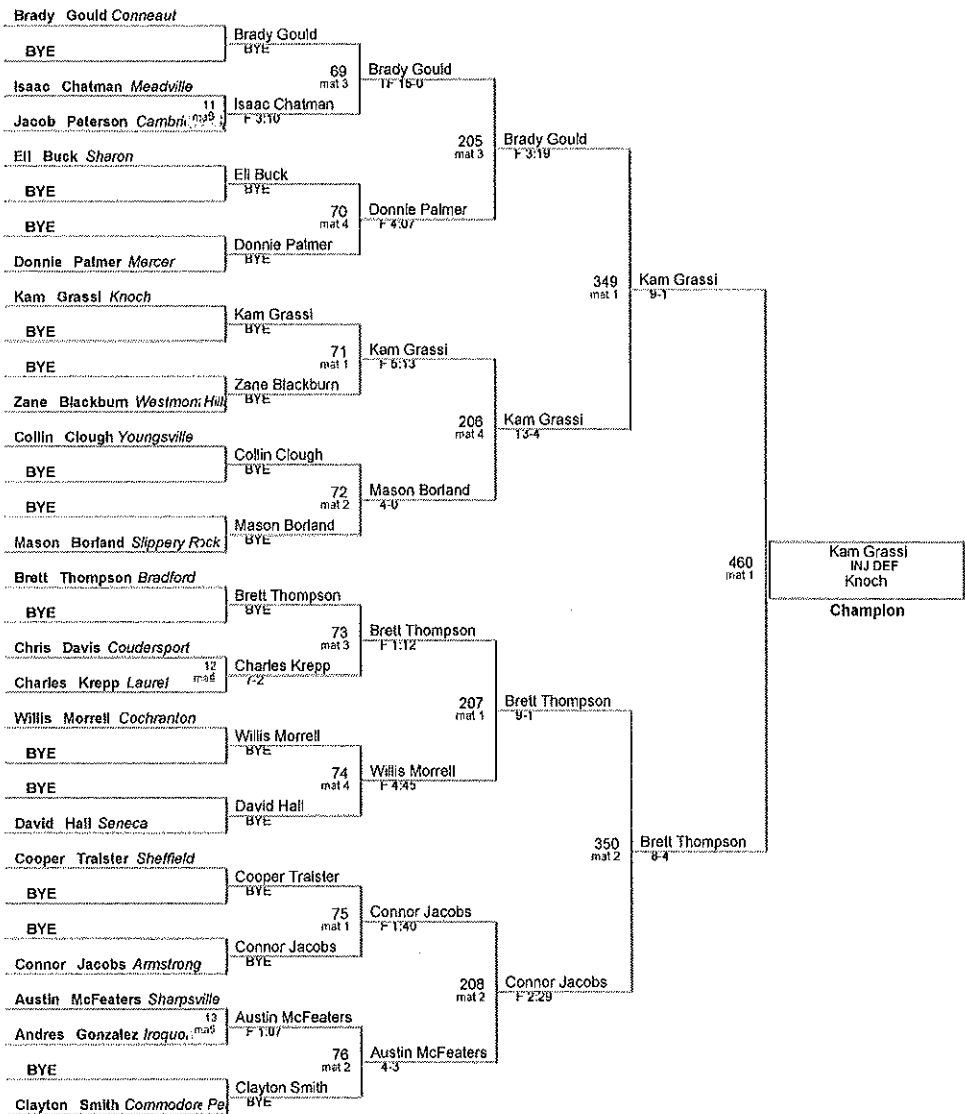 Brady Gould Conneaut
BYE
Isaac Chatman Meadville
11
Jacob Peterson
Eli Buck Sharon
BYE
BYE
Donnie Palmer Mercer
Kam Grassi Knoch
BYE
BYE
Zane Blackburn Westmont Hill
Collin Clough Youngsville
BYE
BYE
Mason Borland Slippery Rock
Brett Thompson Bradford
BYE
Chris Davis Coudersport
12
Charles Krepp Laurel
Willis Morrell Cochranton
BYE
BYE
David Hall Seneca
Cooper Tralster Sheffield
BYE
BYE
Connor Jacobs Armstrong
Austin McFeaters Sharpsville
13
Andres Gonzalez
BYE
Clayton Smith Commodore Pe
Brady Gould
BYE
69
mat 3
Isaac Chatman
F 3:10
Eli Buck
BYE
70
mat 4
Donnie Palmer
BYE
Kam Grassi
BYE
71
mat 1
Zane Blackburn
BYE
Collin Clough
BYE
72
mat 2
Mason Borland
BYE
Brett Thompson
BYE
73
mat 3
Charles Krepp
7-2
Willis Morrell
BYE
74
mat 4
David Hall
BYE
Cooper Tralster
BYE
75
mat 1
Connor Jacobs
BYE
Austin McFeaters
F 1:07
76
mat 2
Clayton Smith
BYE
Brady Gould
TF 15-0
205
mat 3
Donnie Palmer
F 4:07
Kam Grassi
F 5:13
206
mat 4
Mason Borland
4-0
Brett Thompson
F 1:12
207
mat 1
Willis Morrell
F 4:45
Connor Jacobs
F 1:40
208
mat 2
Austin McFeaters
4-3
Brady Gould
F 3:19
349
mat 1
Kam Grassi
13-4
Brett Thompson
9-1
350
mat 2
Connor Jacobs
F 2:29
Kam Grassi
9-1
460
mat 1
Brett Thompson
8-4
Kam Grassi
INJ DEF
Knoch
Champion